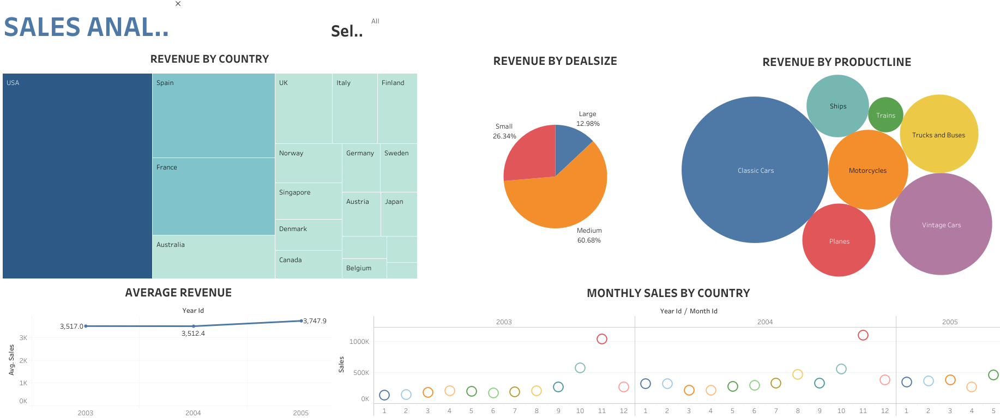 ×
SALES ANAL..
Sel..
All
REVENUE BY COUNTRY
USA
Spain
France
Australia
UK
Italy
Finland
Norway
Germany
Sweden
Singapore
Austria
Japan
Denmark
Canada
Belgium
REVENUE BY DEALSIZE
Large
12.98%
Small
26.34%
Medium
60.68%
REVENUE BY PRODUCTLINE
Ships
Trains
Trucks and Buses
Classic Cars
Motorcycles
Vintage Cars
Planes
AVERAGE REVENUE
Year Id
Avg. Sales
3K
2K
1K
0K
3,517.0
3,512.4
3,747.9
2003 2004 2005
MONTHLY SALES BY COUNTRY
Year Id / Month Id
2003 2004 2005
Sales
1000K
500K
0K
1 2 3 4 5 6 7 8 9 10 11 12 1 2 3 4 5 6 7 8 9 10 11 12 1 2 3 4 5